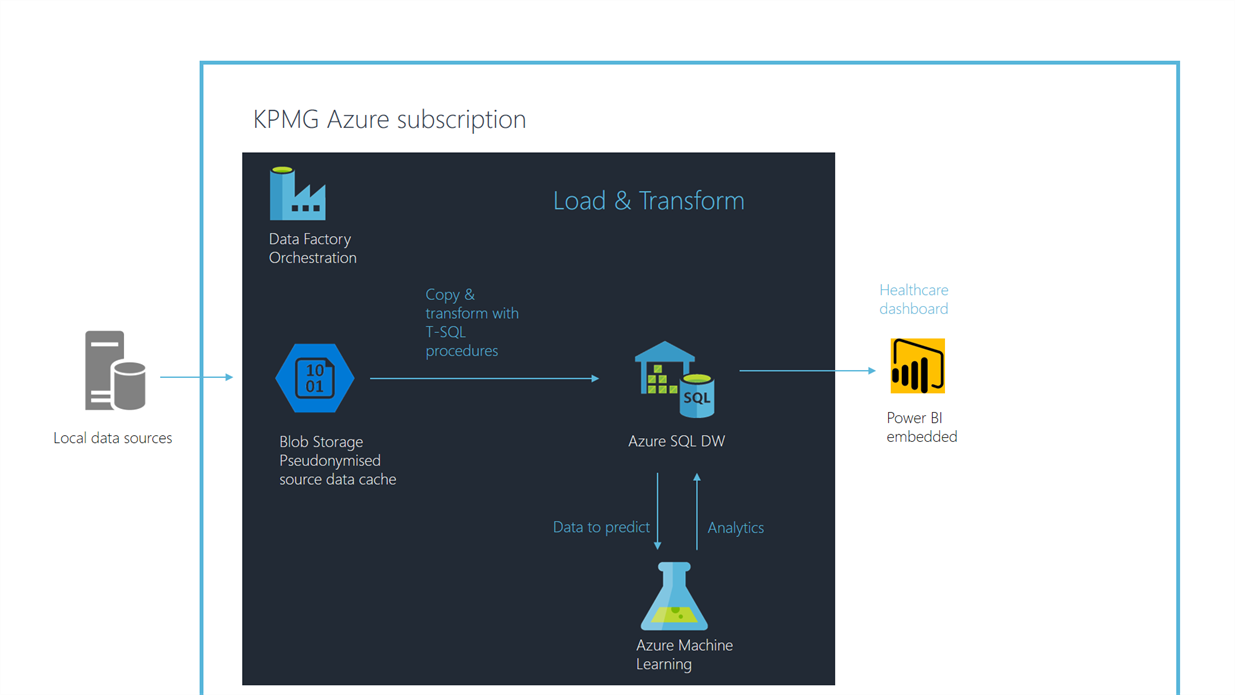 KPMG Azure subscription
Load & Transform
Data Factory
Orchestration
Copy &
transform with
T-SQL
procedures
Healthcare
dashboard
10
01
SQL
Local data sources
Blob Storage
Pseudonymised
source data cache
Azure SQL DW
Power BI
embedded
Data to predict
Analytics
Azure Machine
Learning